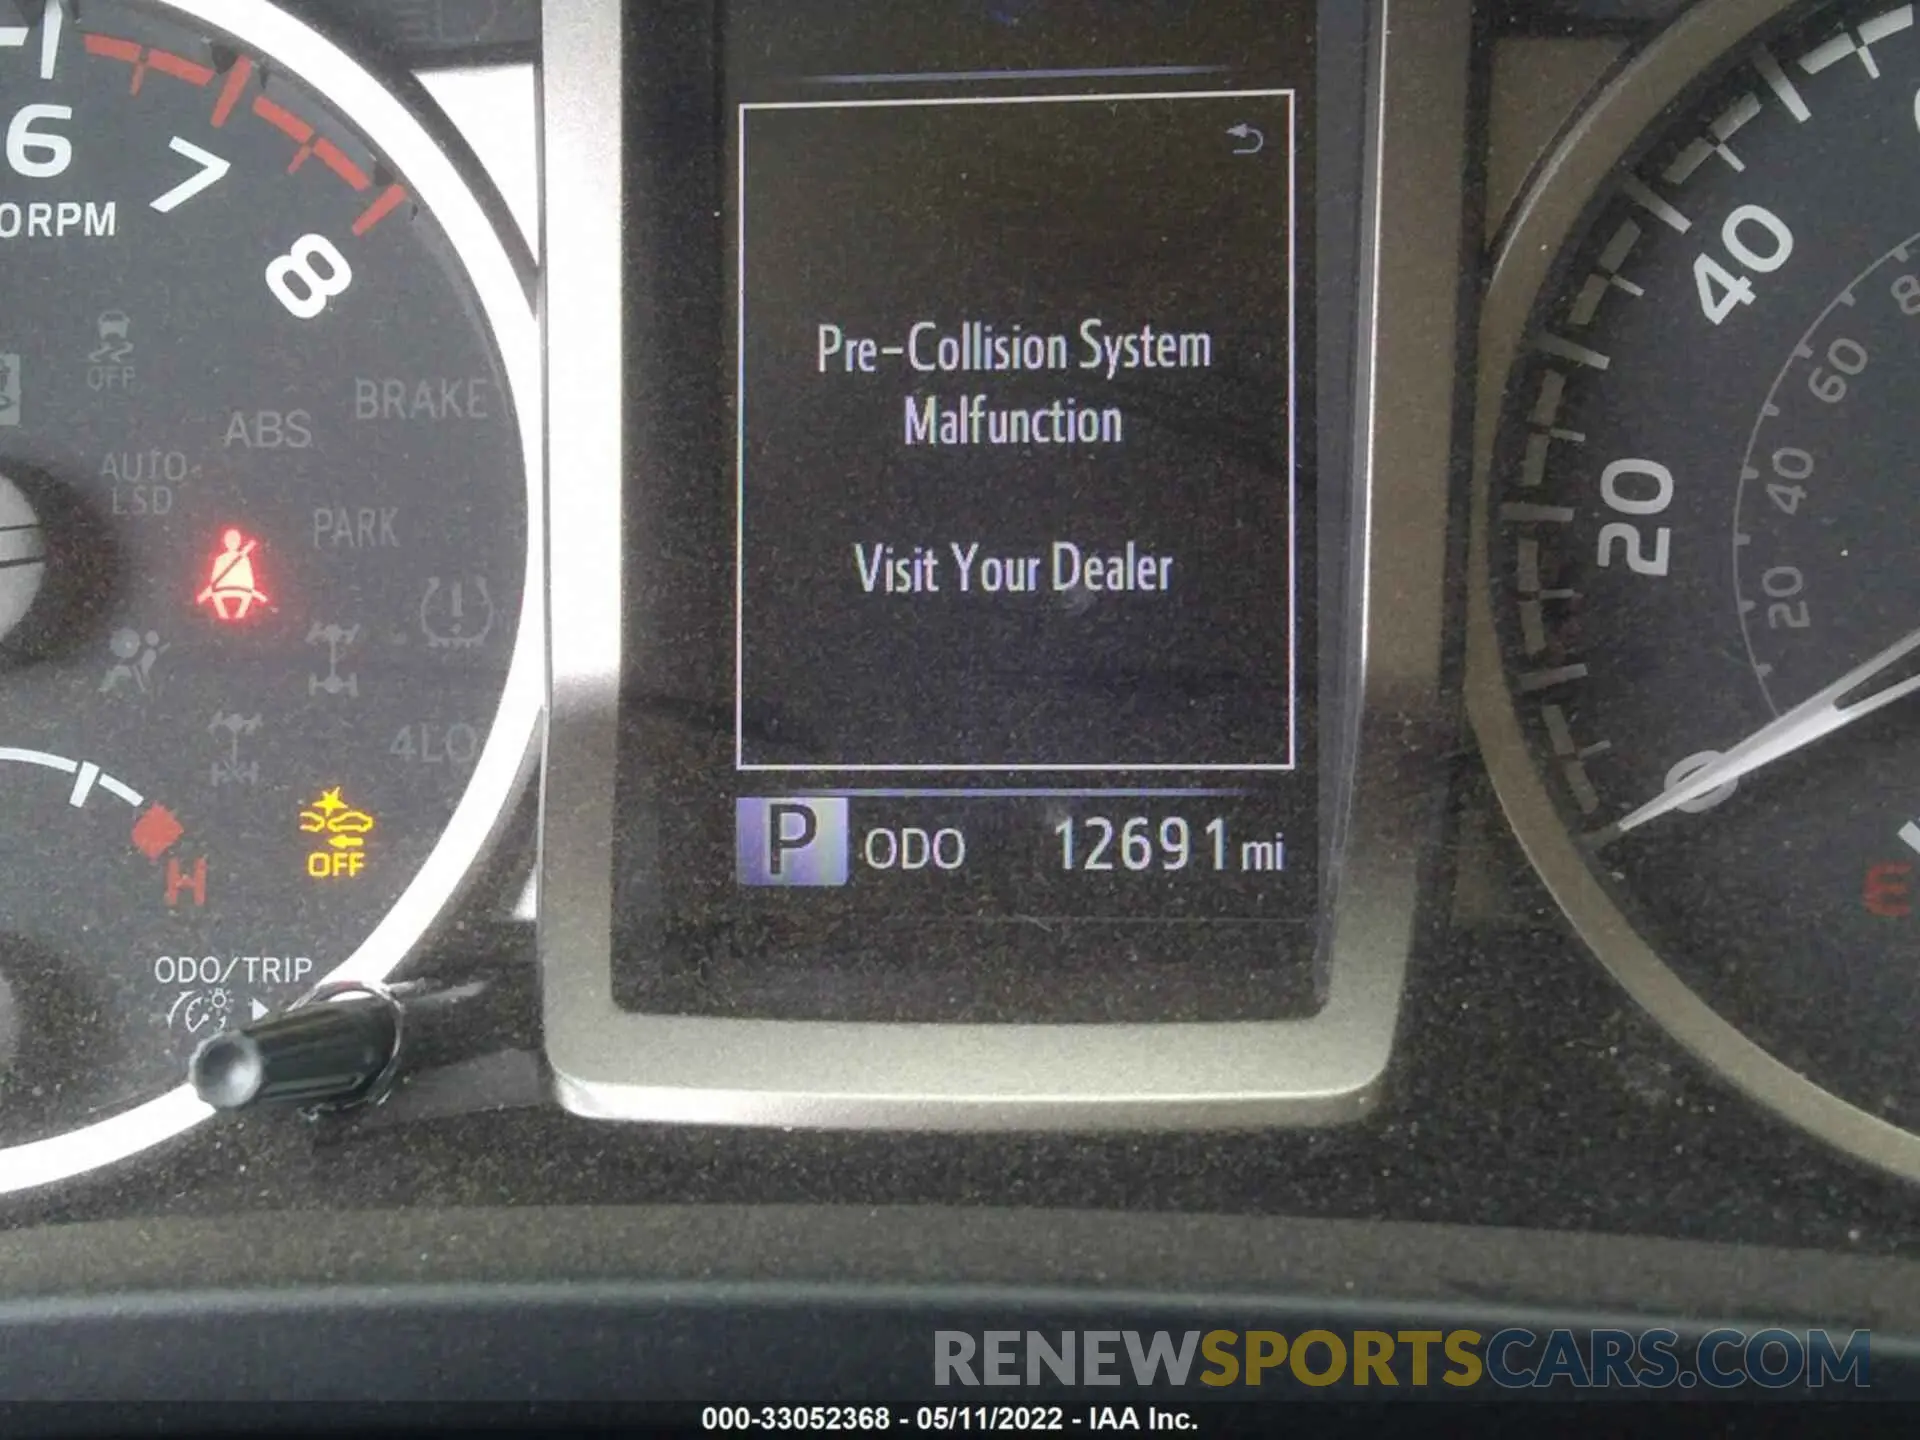 6
7
8
0RPM
OFF
BRAKE
ABS
AUTO
LSD
PARK
4LO
H
OFF
ODO/TRIP
Pre-Collision System
Malfunction
Visit Your Dealer
P ODO 12691 mi
40
20
0
80
60
40
20
E
RENEWSPORTSCARS.COM
000-33052368 - 05/11/2022 - IAA Inc.